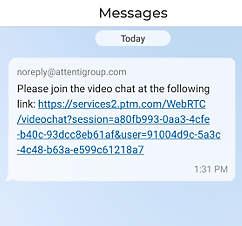 Messages
Today
noreply@attentigroup.com
Please join the video chat at the following
link: https://services2.ptm.com/WebRTC
/videochat?session=a80fb993-0aa3-4cfe
-b40c-93dcc8eb61af&user=91004d9c-5a3c
-4c48-b63a-e599c61218a7
1:31 PM